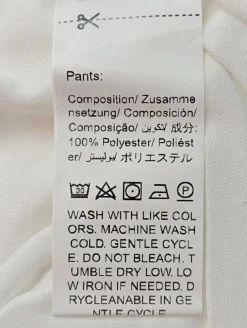 Pants:
Composition/ Zusamme
nsetzung/ Composición/
Composição/ تكوين/ 成分:
100% Polyester/ Poliést
er/ بوليستر/ ポリエステル
30 P
WASH WITH LIKE COL
ORS. MACHINE WASH
COLD. GENTLE CYCL
E. DO NOT BLEACH. T
UMBLE DRY LOW. LO
W IRON IF NEEDED. D
RYCLEANABLE IN GE
NTLE CYCLE.